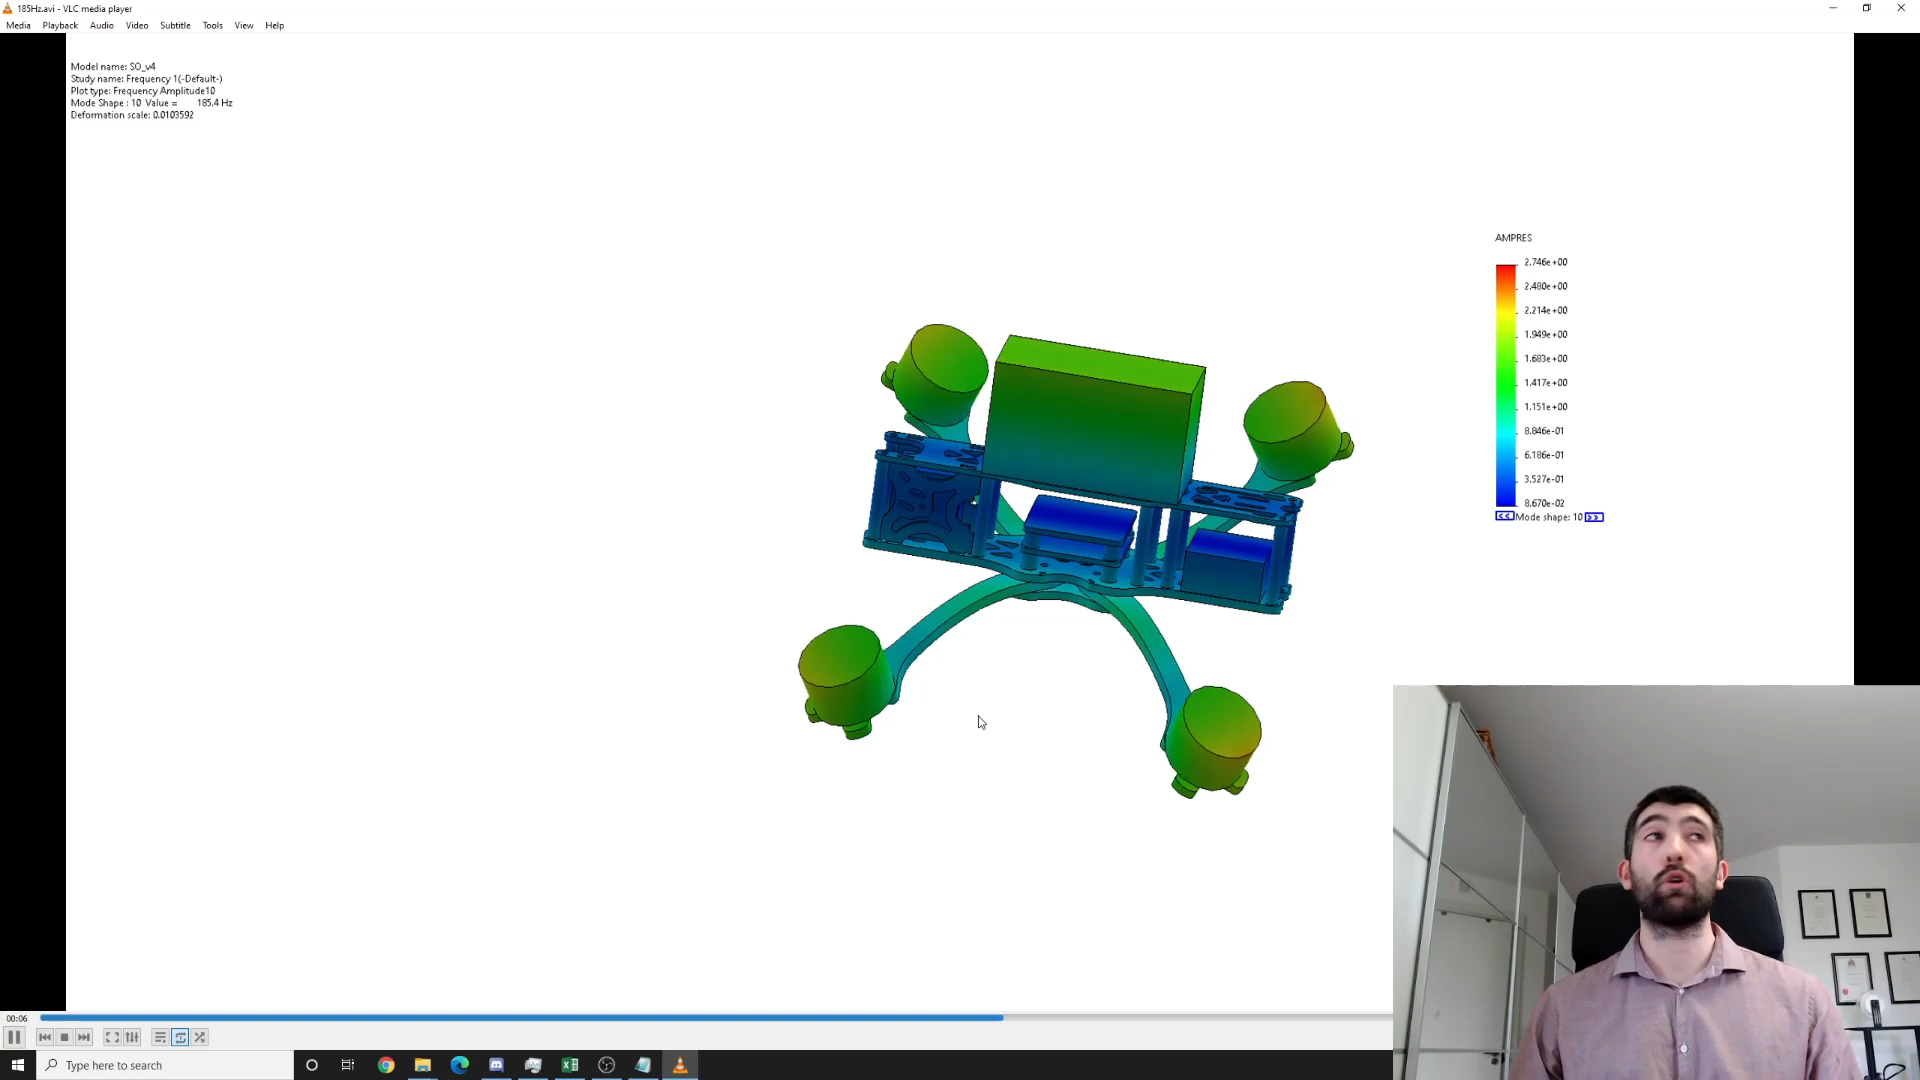 185Hz.avi - VLC media player
Media Playback Audio Video Subtitle Tools View Help
Model name: SO_v4
Study name: Frequency 1(-Default-)
Plot type: Frequency Amplitude10
Mode Shape : 10 Value = 185.4 Hz
Deformation scale: 0.0103592
AMPRES
2.746e+00
2.480e+00
2.214e+00
1.949e+00
1.683e+00
1.417e+00
1.151e+00
8.846e-01
6.186e-01
3.527e-01
8.670e-02
<< Mode shape: 10 >>
00:06
Type here to search